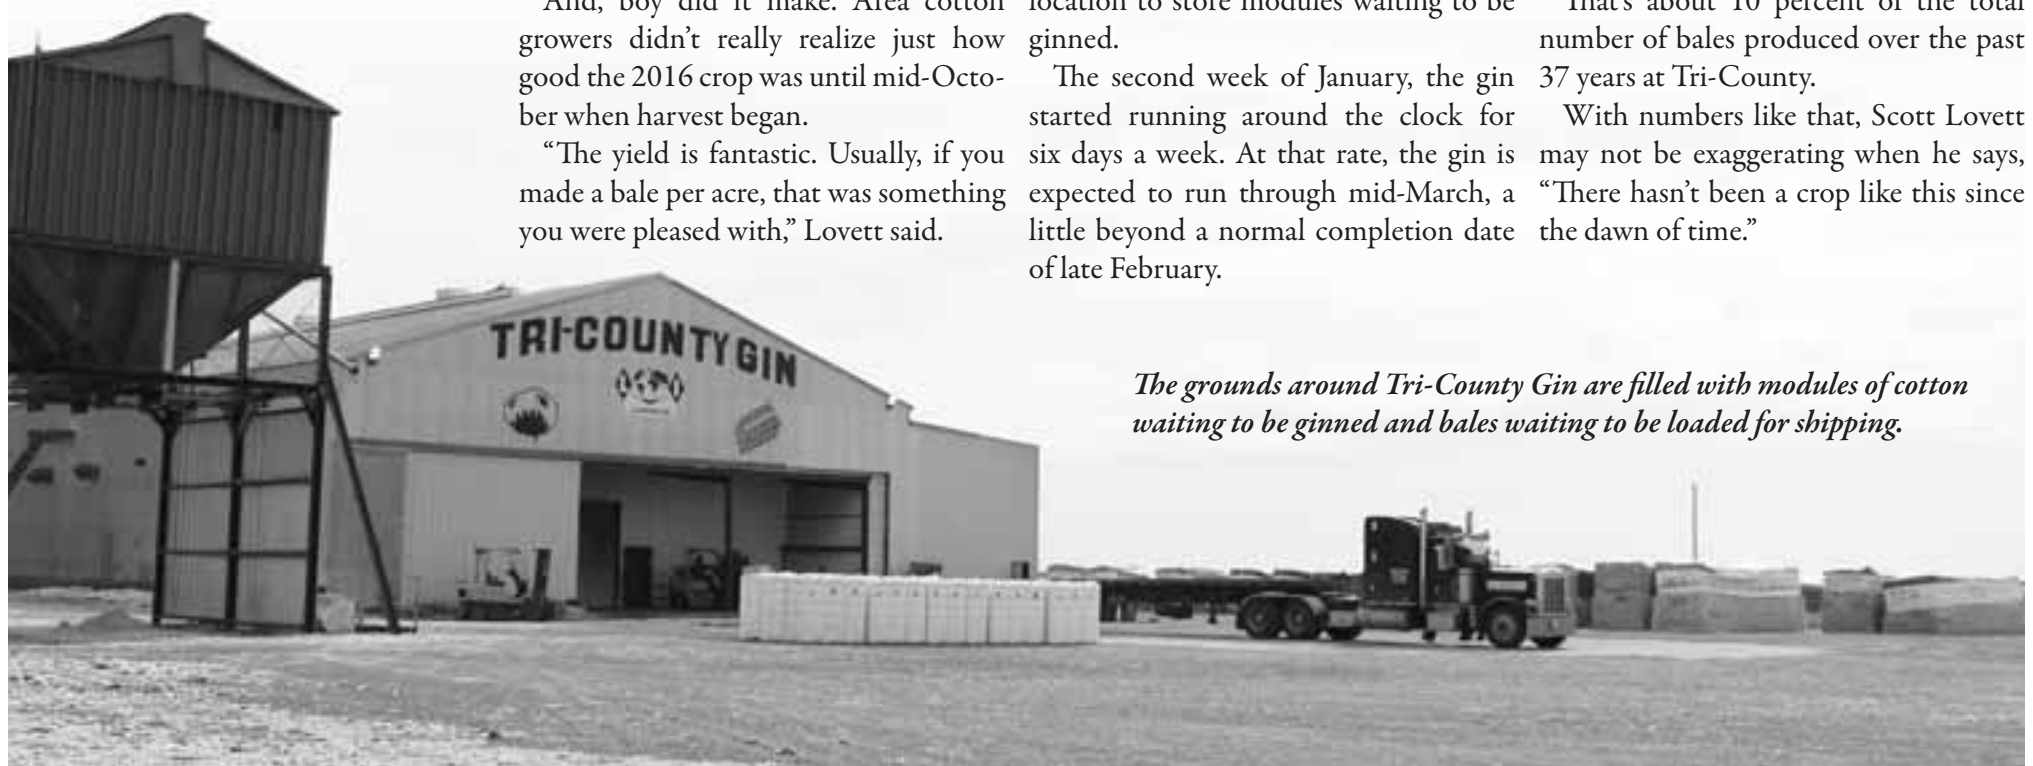 "And, boy did it make. Area cotton
growers didn't really realize just how
good the 2016 crop was until mid-Octo-
ber when harvest began.
"The yield is fantastic. Usually, if you
made a bale per acre, that was something
you were pleased with," Lovett said.
location to store modules waiting to be
ginned.
The second week of January, the gin
started running around the clock for
six days a week. At that rate, the gin is
expected to run through mid-March, a
little beyond a normal completion date
of late February.
That's about 10 percent of the total
number of bales produced over the past
37 years at Tri-County.
With numbers like that, Scott Lovett
may not be exaggerating when he says,
"There hasn't been a crop like this since
the dawn of time."
TRI-COUNTY GIN
The grounds around Tri-County Gin are filled with modules of cotton
waiting to be ginned and bales waiting to be loaded for shipping.